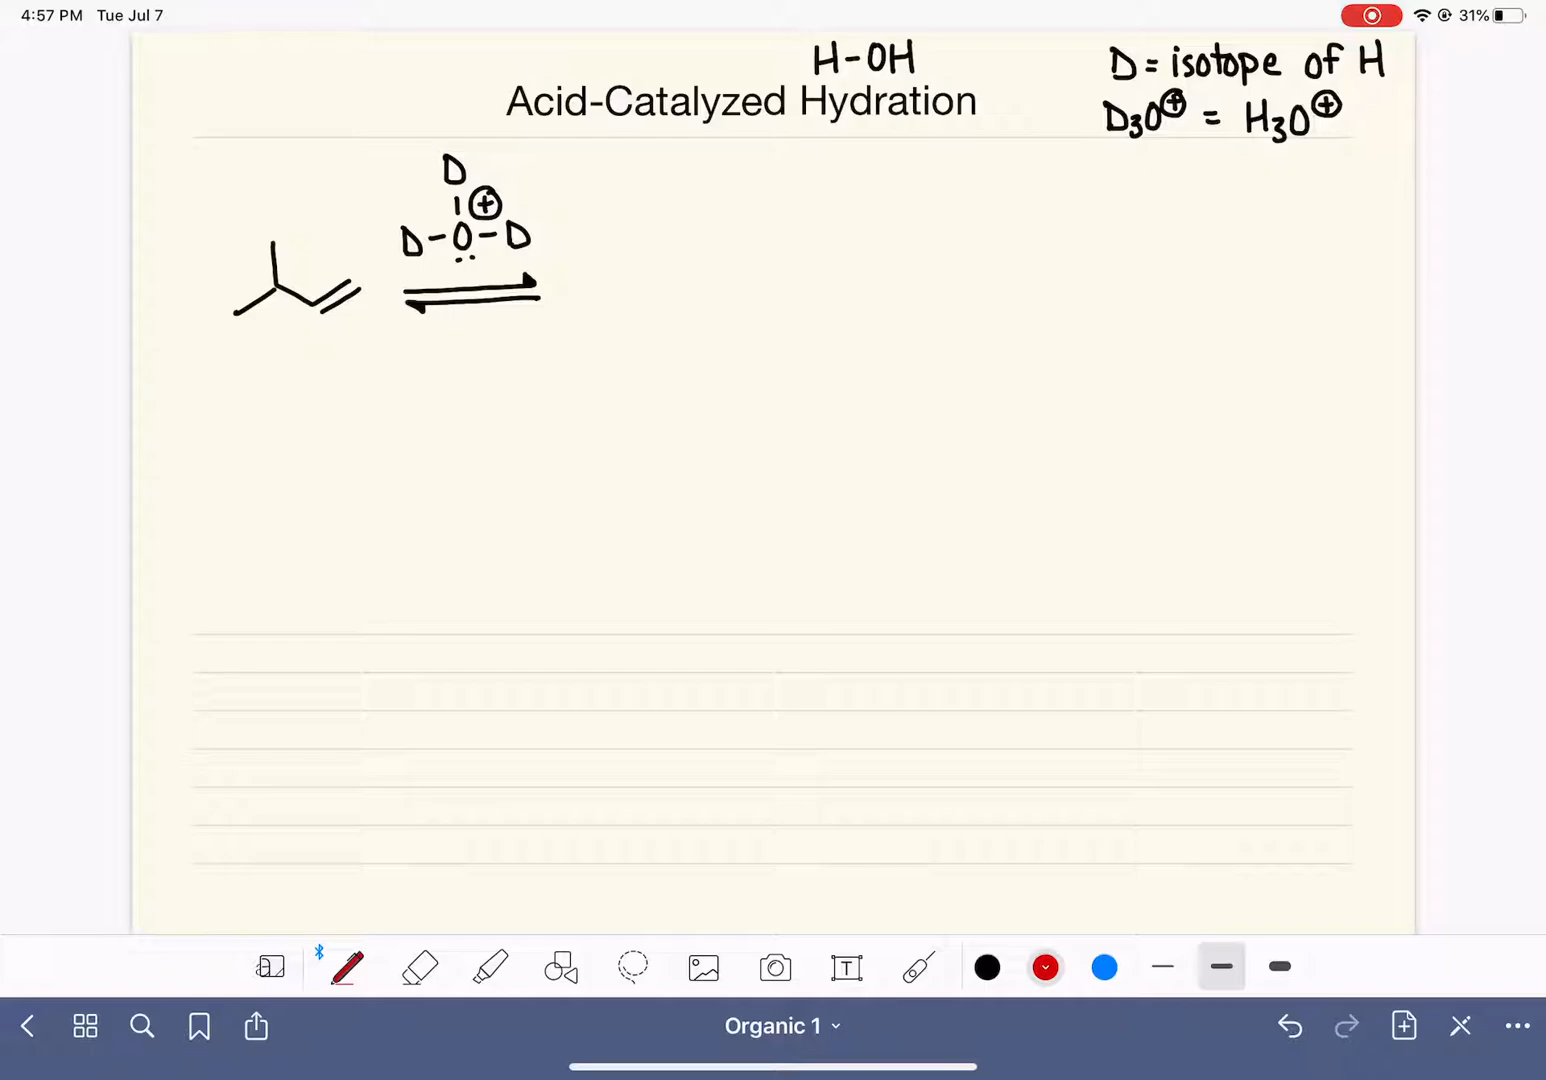 4:57 PM Tue Jul 7
31%
H-OH
D = isotope of H
Acid-Catalyzed Hydration
D₃O⊕ = H₃O⊕
D
⊕
D-O-D
T
Organic 1